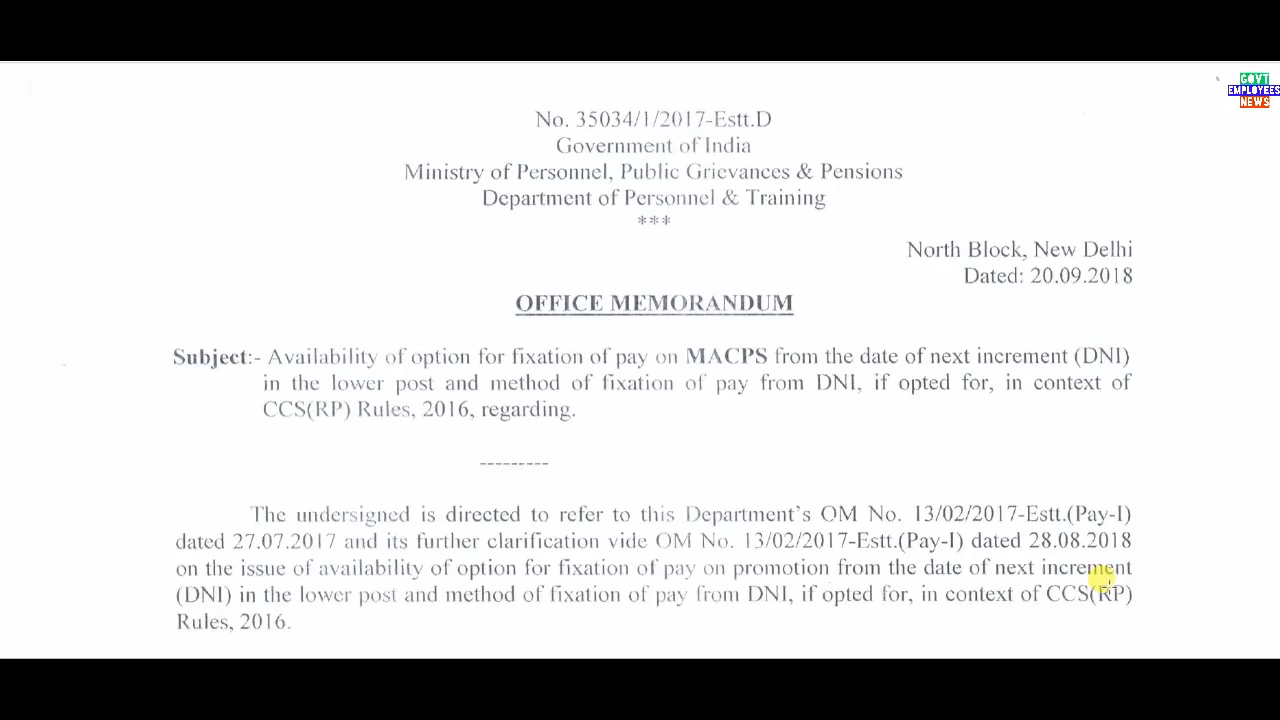 GOVT
EMPLOYEES
NEWS
No. 35034/1/2017-Estt.D
Government of India
Ministry of Personnel, Public Grievances & Pensions
Department of Personnel & Training
***
North Block, New Delhi
Dated: 20.09.2018
OFFICE MEMORANDUM
Subject:- Availability of option for fixation of pay on MACPS from the date of next increment (DNI)
in the lower post and method of fixation of pay from DNI, if opted for, in context of
CCS(RP) Rules, 2016, regarding.
---------
The undersigned is directed to refer to this Department's OM No. 13/02/2017-Estt.(Pay-I)
dated 27.07.2017 and its further clarification vide OM No. 13/02/2017-Estt.(Pay-I) dated 28.08.2018
on the issue of availability of option for fixation of pay on promotion from the date of next increment
(DNI) in the lower post and method of fixation of pay from DNI, if opted for, in context of CCS(RP)
Rules, 2016.